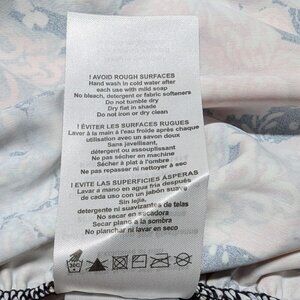 ! AVOID ROUGH SURFACES
Hand wash in cold water after
each use with mild soap
No bleach, detergent or fabric softeners
Do not tumble dry
Dry flat in shade
Do not iron or dry clean
! ÉVITER LES SURFACES RUGUES
Laver à la main à l'eau froide après chaque
utilisation avec un savon doux
Sans javellisant,
détergent ou assouplissant
Ne pas sécher en machine
Sécher à plat à l'ombre
Ne pas repasser ni nettoyer à sec
! EVITE LAS SUPERFICIES ÁSPERAS
Lavar a mano en agua fria después
de cada uso con un jabón suave
Sin lejia,
detergente ni suavizantes de telas
No secar en secadora
Secar plano a la sombra
No planchar ni lavar en seco